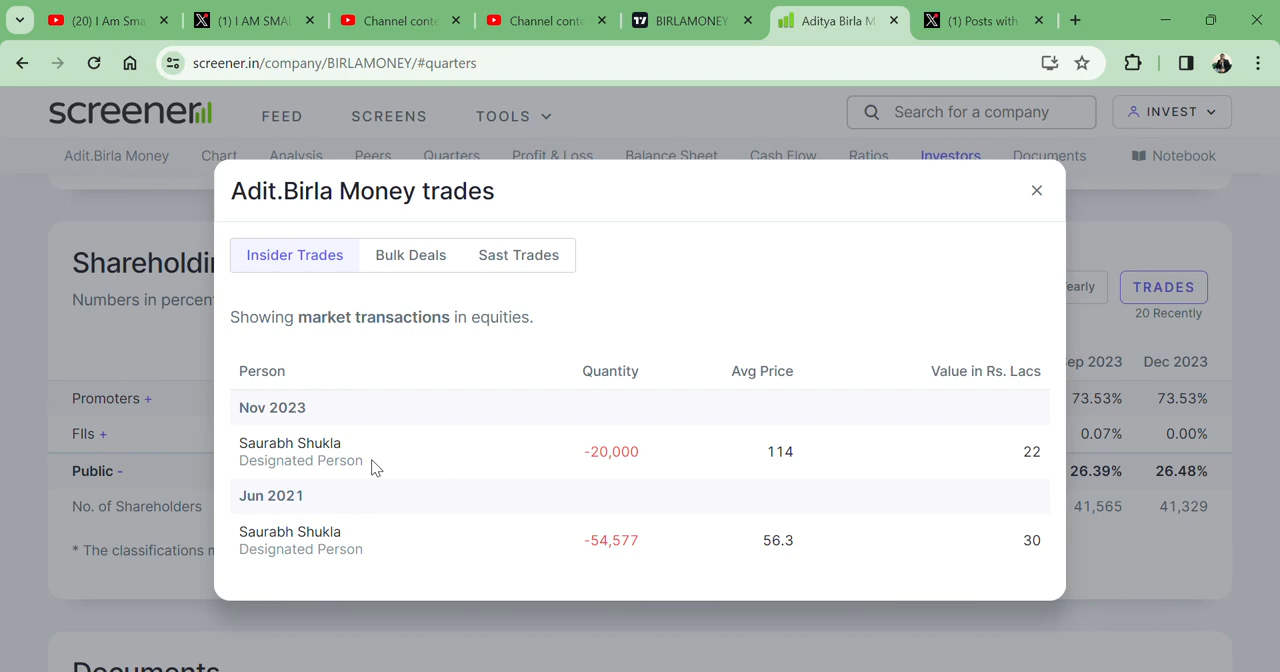 (20) I Am Sma
(1) I AM SMAL
Channel conte
Channel conte
BIRLAMONEY
Aditya Birla M
(1) Posts with
screener.in/company/BIRLAMONEY/#quarters
screener
FEED
SCREENS
TOOLS
Search for a company
INVEST
Adit.Birla Money
Chart
Analysis
Peers
Quarters
Profit & Loss
Balance Sheet
Cash Flow
Ratios
Investors
Documents
Notebook
Adit.Birla Money trades
Insider Trades
Bulk Deals
Sast Trades
Showing market transactions in equities.
Person Quantity Avg Price Value in Rs. Lacs
Nov 2023
Saurabh Shukla
Designated Person
-20,000 114 22
Jun 2021
Saurabh Shukla
Designated Person
-54,577 56.3 30
Shareholdi
Numbers in percen
early
TRADES
20 Recently
ep 2023 Dec 2023
Promoters + 73.53% 73.53%
FIIs + 0.07% 0.00%
Public - 26.39% 26.48%
No. of Shareholders 41,565 41,329
* The classifications m
Documents